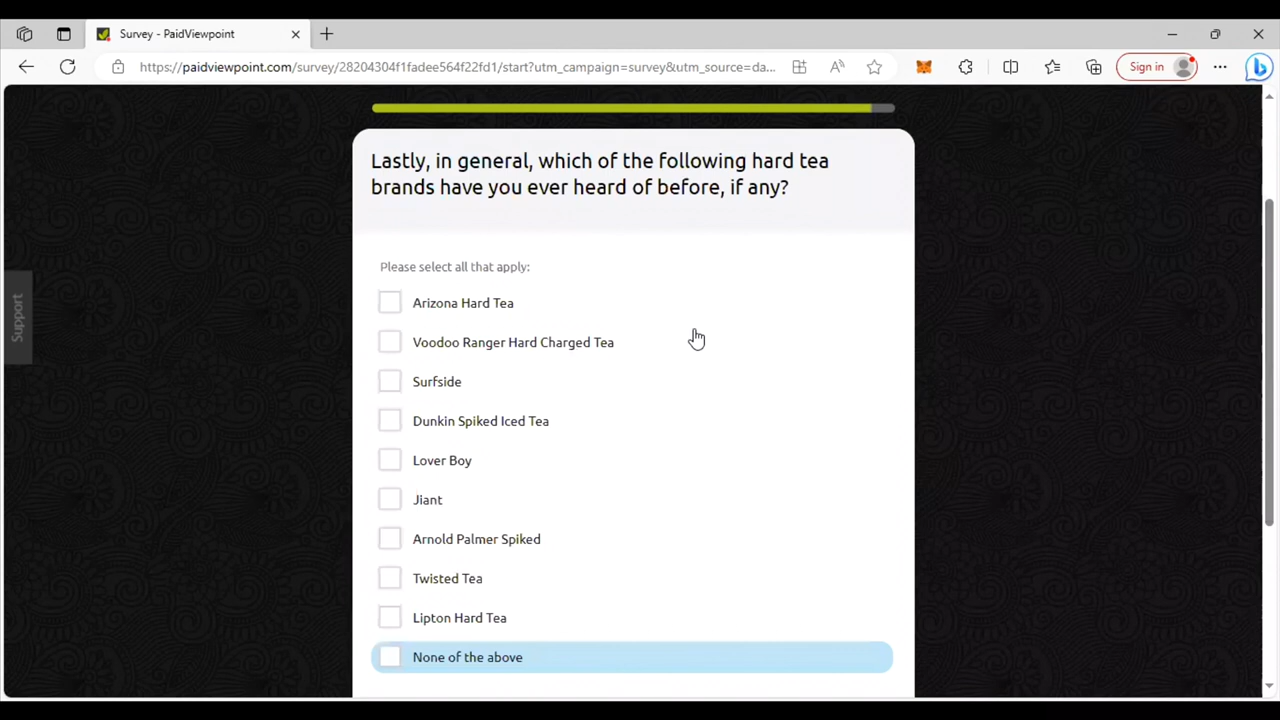 Survey - PaidViewpoint
https://paidviewpoint.com/survey/28204304f1fadee564f22f11/start?utm_campaign=survey&utm_source=da...
Sign in
Lastly, in general, which of the following hard tea
brands have you ever heard of before, if any?
Please select all that apply:
Arizona Hard Tea
Voodoo Ranger Hard Charged Tea
Surfside
Dunkin Spiked Iced Tea
Lover Boy
Jiant
Arnold Palmer Spiked
Twisted Tea
Lipton Hard Tea
None of the above
Support